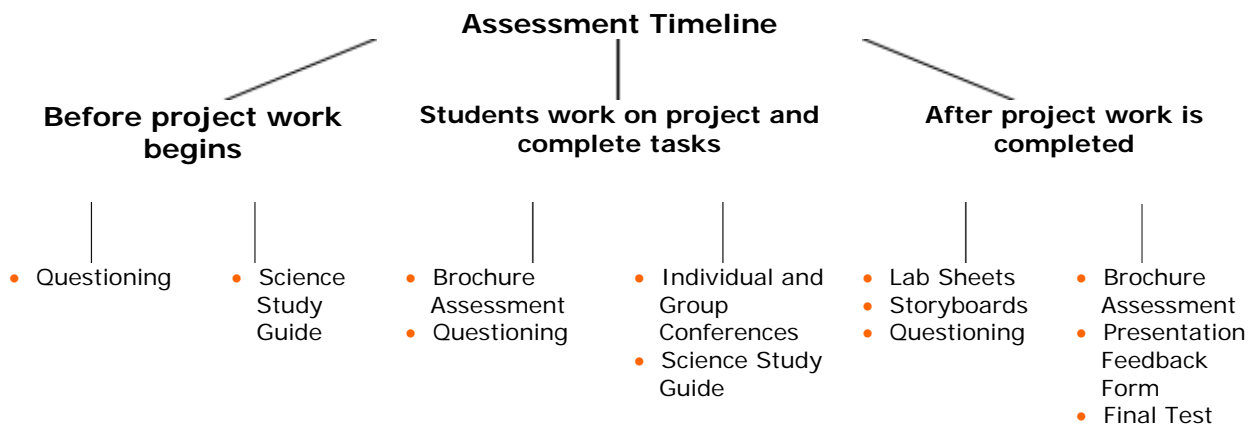 Assessment Timeline
Before project work
begins
Students work on project and
complete tasks
After project work is
completed
• Questioning
• Science
Study
Guide
• Brochure
Assessment
• Questioning
• Individual and
Group
Conferences
• Science Study
Guide
• Lab Sheets
• Storyboards
• Questioning
• Brochure
Assessment
• Presentation
Feedback
Form
• Final Test